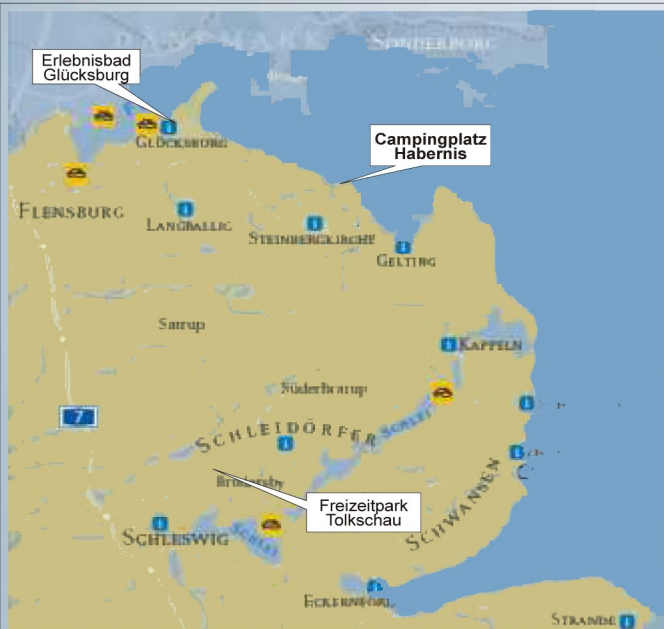 DÄNEMARK
SONDERBORG
Erlebnisbad
Glücksburg
GLÜCKSBURG
Campingplatz
Habernis
FLENSBURG
LANGBALLIG
STEINBERGKIRCHE
GELTING
Satrup
KAPPELN
Süderbrarup
7
SCHLEIDÖRFER
SCHLEI
Brodersby
SCHWANSEN
Freizeitpark
Tolkschau
SCHLESWIG
SCHLEI
ECKERNFÖRDE
STRANDE